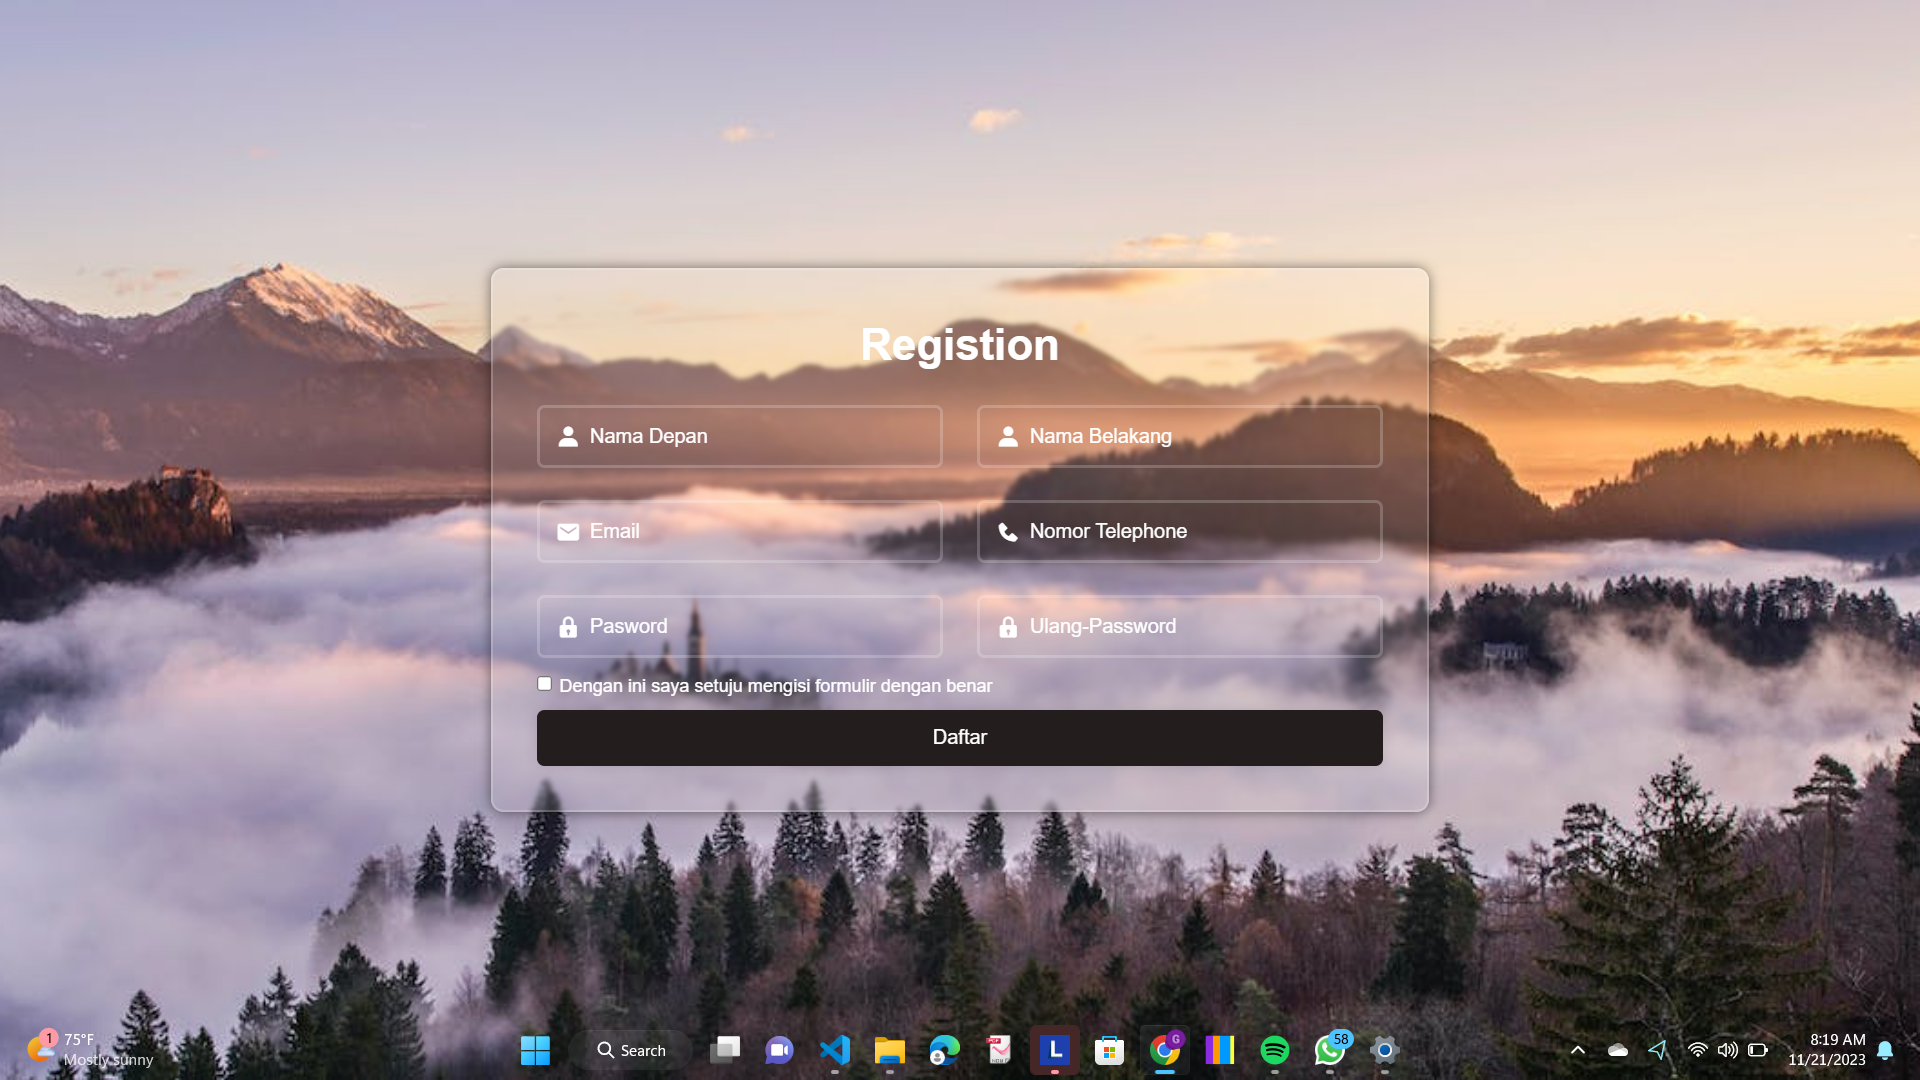 Registion
Nama Depan
Nama Belakang
Email
Nomor Telephone
Pasword
Ulang-Password
Dengan ini saya setuju mengisi formulir dengan benar
Daftar
1
75°F
Mostly sunny
Search
L
G
58
8:19 AM
11/21/2023